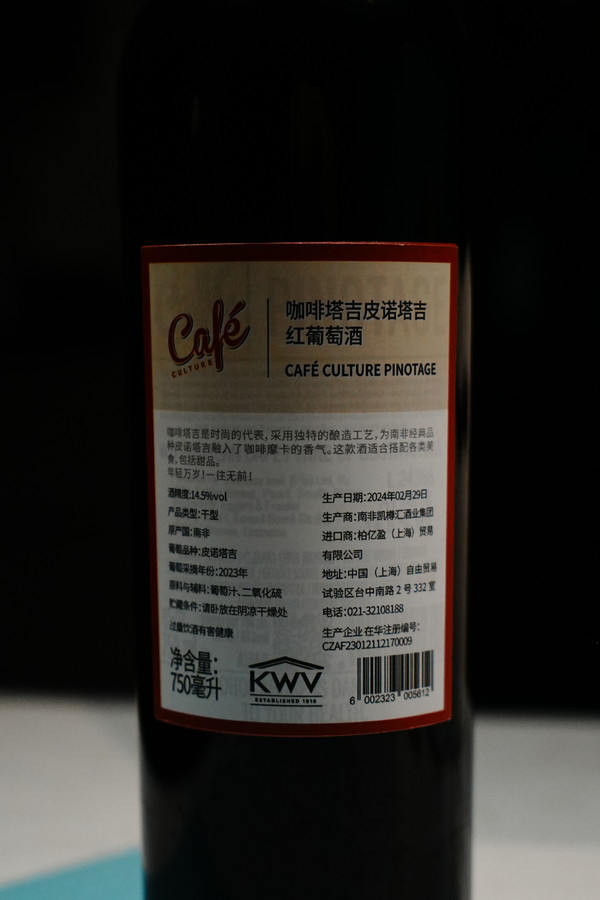 Café
CULTURE
咖啡塔吉皮诺塔吉
红葡萄酒
CAFÉ CULTURE PINOTAGE
咖啡塔吉是时尚的代表,采用独特的酿造工艺,为南非经典品
种皮诺塔吉融入了咖啡摩卡的香气。这款酒适合搭配各类美
食,包括甜品。
年轻万岁!一往无前!
酒精度:14.5%vol
产品类型:干型
原产国:南非
葡萄品种:皮诺塔吉
葡萄采摘年份:2023年
原料与辅料:葡萄汁、二氧化硫
贮藏条件:请卧放在阴凉干燥处
过量饮酒有害健康
净含量:
750毫升
生产日期:2024年02月29日
生产商:南非凯樽汇酒业集团
进口商:柏亿盈(上海)贸易
有限公司
地址:中国(上海)自由贸易
试验区台中南路2号332室
电话:021-32108188
生产企业在华注册编号:
CZAF23012112170009
KWV
ESTABLISHED 1918
6 002323 005612